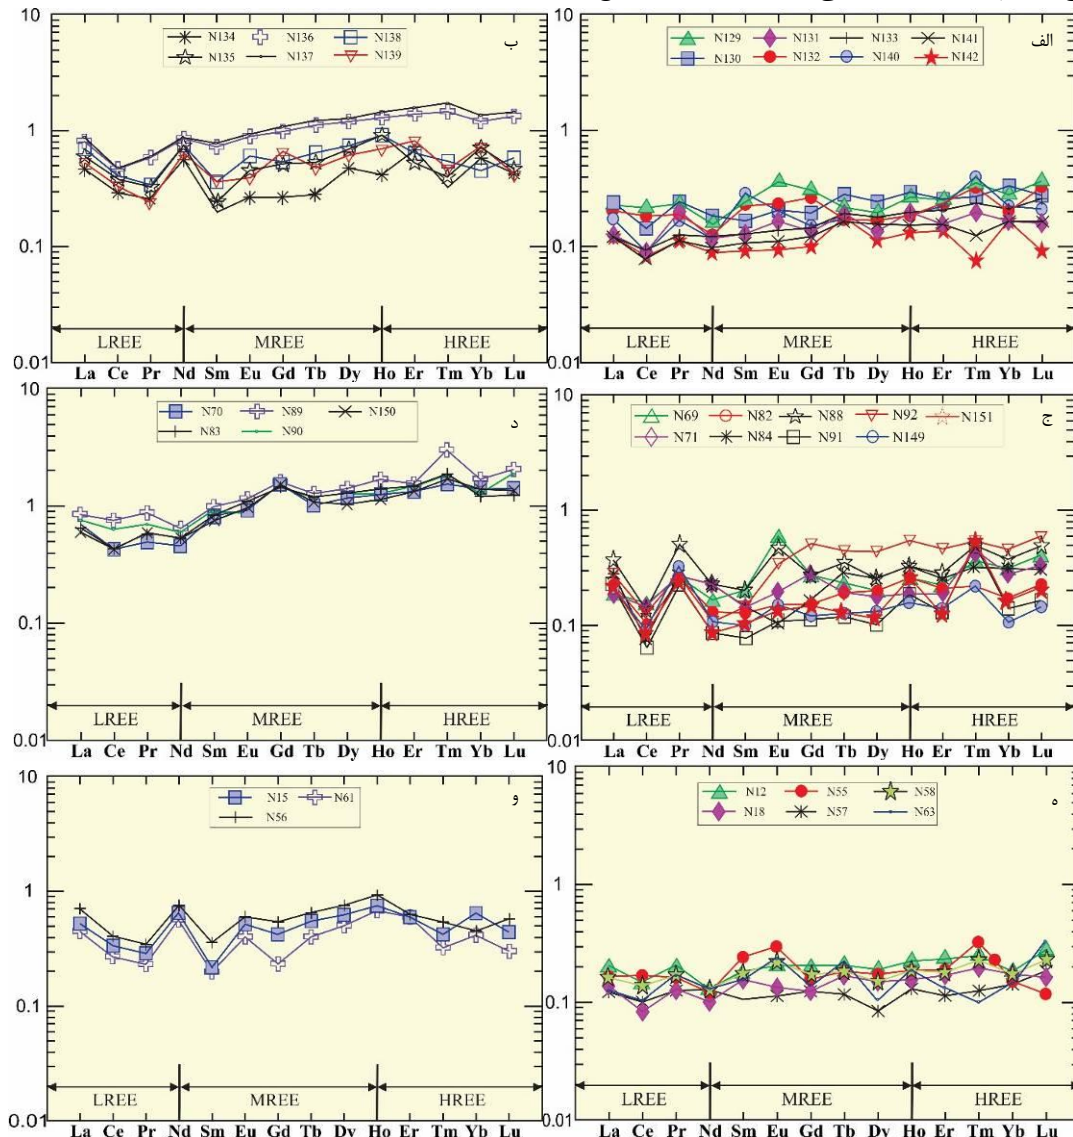 10
N134 N136 N138
N135 N137 N139
ب
1
0.1
LREE MREE HREE
0.01
La Ce Pr Nd Sm Eu Gd Tb Dy Ho Er Tm Yb Lu
10
N129 N131 N133 N141
N130 N132 N140 N142
الف
1
0.1
LREE MREE HREE
0.01
La Ce Pr Nd Sm Eu Gd Tb Dy Ho Er Tm Yb Lu
10
N70 N89 N150
N83 N90
د
1
0.1
LREE MREE HREE
0.01
La Ce Pr Nd Sm Eu Gd Tb Dy Ho Er Tm Yb Lu
10
N69 N82 N88 N92 N151
N71 N84 N91 N149
ج
1
0.1
LREE MREE HREE
0.01
La Ce Pr Nd Sm Eu Gd Tb Dy Ho Er Tm Yb Lu
10
N15 N61
N56
و
1
0.1
LREE MREE HREE
0.01
La Ce Pr Nd Sm Eu Gd Tb Dy Ho Er Tm Yb Lu
10
N12 N55 N58
N18 N57 N63
ه
1
0.1
LREE MREE HREE
0.01
La Ce Pr Nd Sm Eu Gd Tb Dy Ho Er Tm Yb Lu